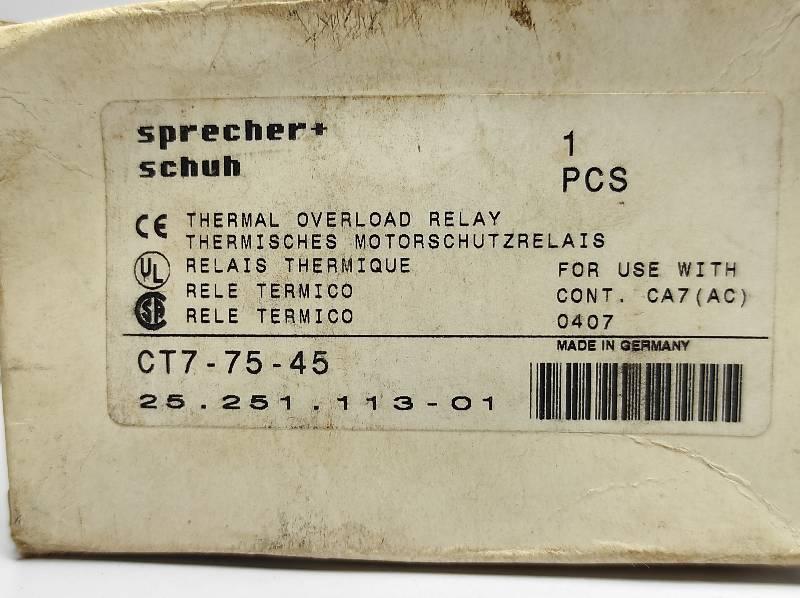 sprecher+
schuh
1
PCS
CE THERMAL OVERLOAD RELAY
THERMISCHES MOTORSCHUTZRELAIS
UL RELAIS THERMIQUE
RELE TERMICO
SA RELE TERMICO
FOR USE WITH
CONT. CA7(AC)
0407
MADE IN GERMANY
CT7-75-45
25.251.113-01